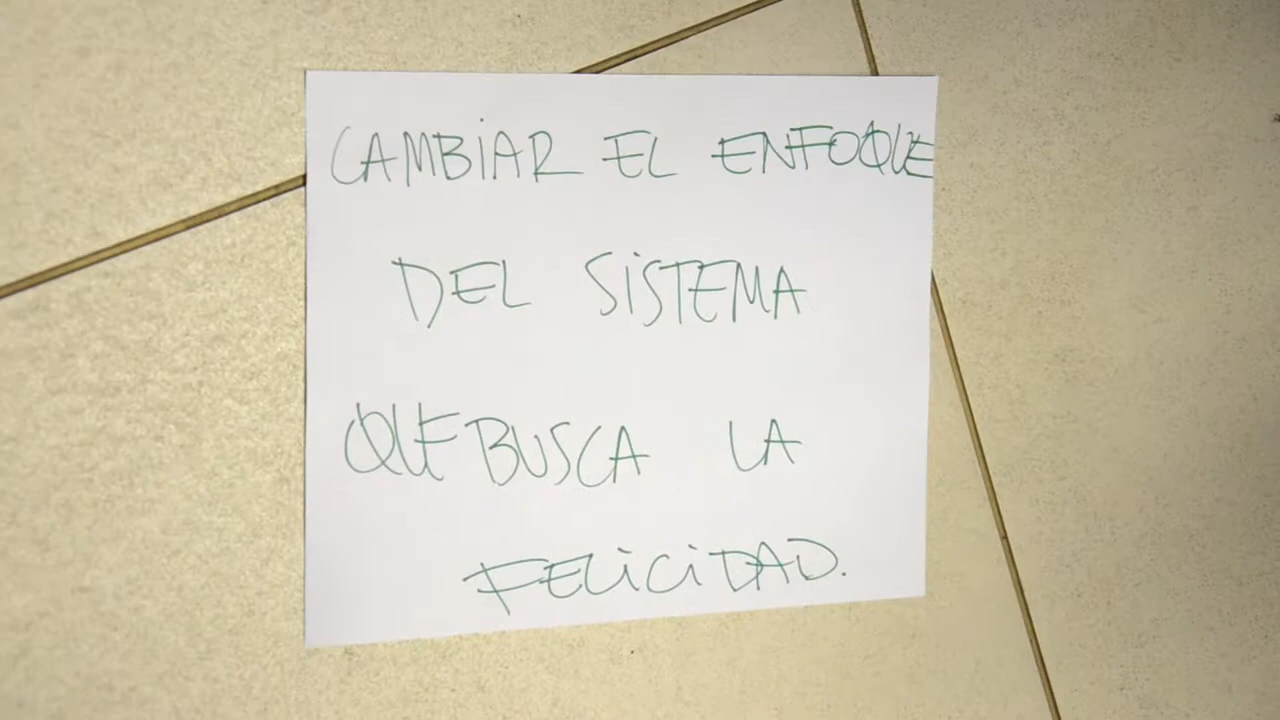 CAMBIAR EL ENFOQUE
DEL SISTEMA
QUE BUSCA LA
FELICIDAD.